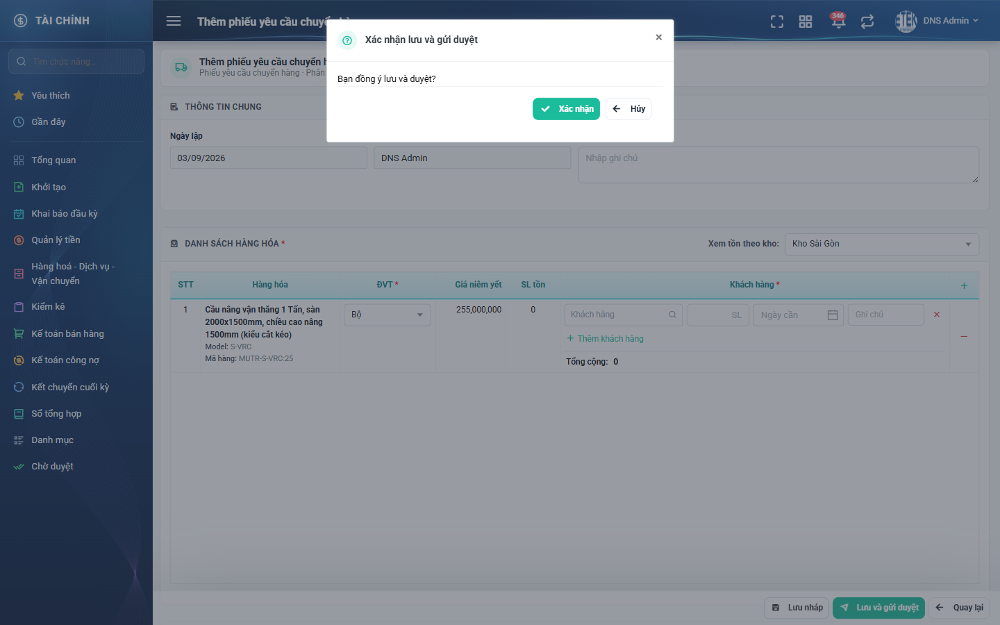 TÀI CHÍNH
Tìm chức năng...
Yêu thích
Gần đây
Tổng quan
Khởi tạo
Khai báo đầu kỳ
Quản lý tiền
Hàng hoá - Dịch vụ -
Vận chuyển
Kiểm kê
Kế toán bán hàng
Kế toán công nợ
Kết chuyển cuối kỳ
Sổ tổng hợp
Danh mục
Chờ duyệt
Thêm phiếu yêu cầu chuyển
346
DNS Admin
Xác nhận lưu và gửi duyệt
×
Bạn đồng ý lưu và duyệt?
Xác nhận
Hủy
Thêm phiếu yêu cầu chuyển
Phiếu yêu cầu chuyển hàng · Phân
THÔNG TIN CHUNG
Ngày lập
03/09/2026
DNS Admin
Nhập ghi chú
DANH SÁCH HÀNG HÓA *
Xem tồn theo kho:
Kho Sài Gòn
STT
Hàng hóa
ĐVT *
Giá niêm yết
SL tồn
Khách hàng *
1
Cầu nâng vận thăng 1 Tấn, sàn
2000x1500mm, chiều cao nâng
1500mm (kiểu cắt kéo)
Model: S-VRC
Mã hàng: MUTR-S-VRC:25
Bộ
255,000,000
0
Khách hàng
SL
Ngày cần
Ghi chú
Thêm khách hàng
Tổng cộng: 0
Lưu nháp
Lưu và gửi duyệt
Quay lại